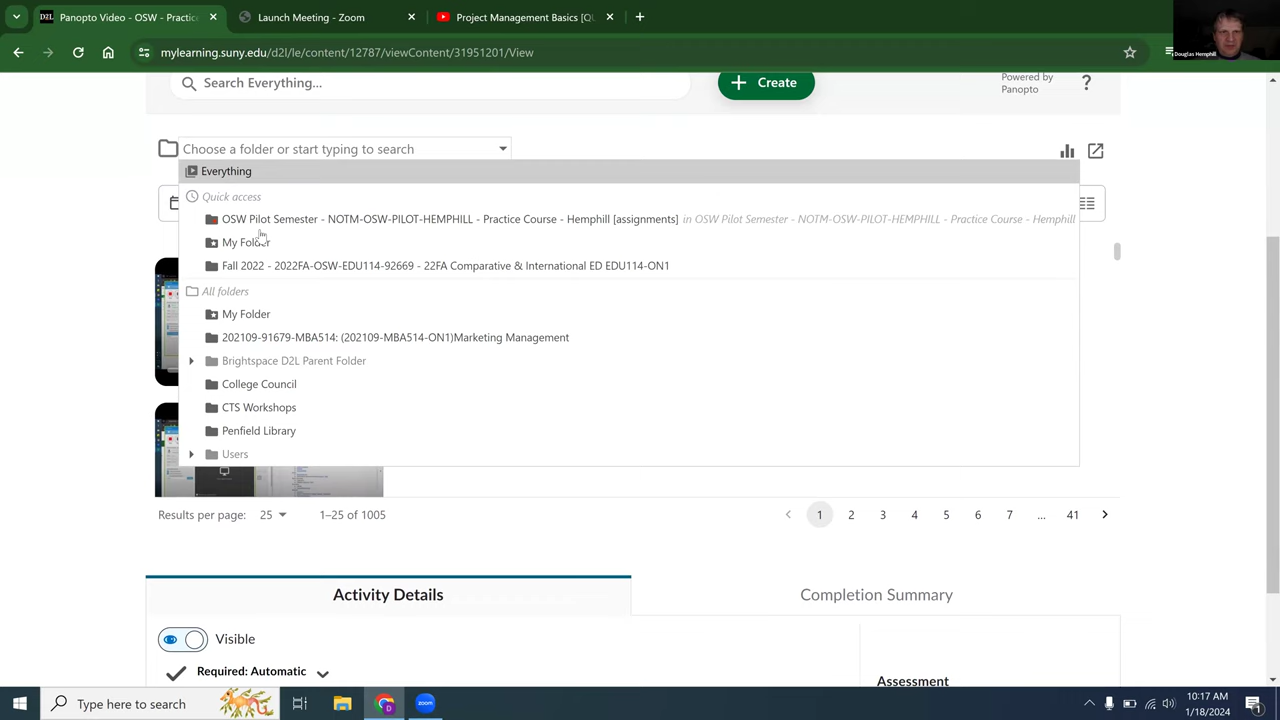 Panopto Video - OSW - Practice
Launch Meeting - Zoom
Project Management Basics [QL
mylearning.suny.edu/d2l/le/content/12787/viewContent/31951201/View
Douglas Hemphill
Search Everything...
Create
Powered by
Panopto
?
Choose a folder or start typing to search
Everything
Quick access
OSW Pilot Semester - NOTM-OSW-PILOT-HEMPHILL - Practice Course - Hemphill [assignments] in OSW Pilot Semester - NOTM-OSW-PILOT-HEMPHILL - Practice Course - Hemphill
My Folder
Fall 2022 - 2022FA-OSW-EDU114-92669 - 22FA Comparative & International ED EDU114-ON1
All folders
My Folder
202109-91679-MBA514: (202109-MBA514-ON1)Marketing Management
Brightspace D2L Parent Folder
College Council
CTS Workshops
Penfield Library
Users
Results per page: 25
1–25 of 1005
1 2 3 4 5 6 7 ... 41
Activity Details
Completion Summary
Visible
Required: Automatic
Assessment
Type here to search
zoom
10:17 AM
1/18/2024
1